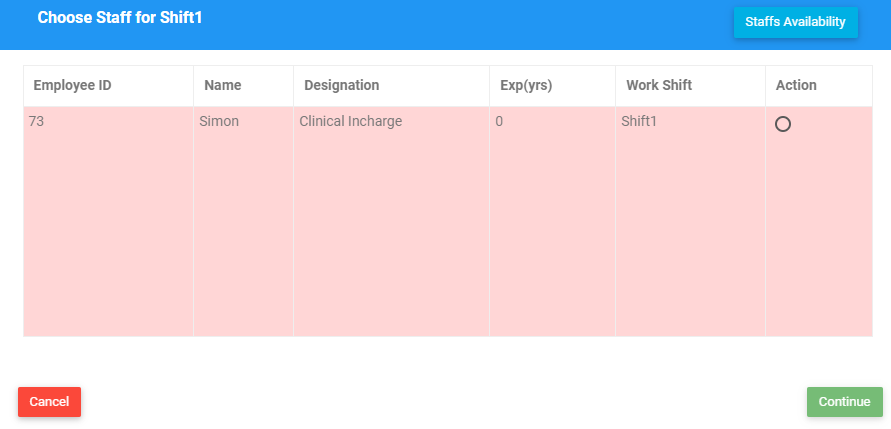 Choose Staff for Shift1
Staffs Availability
Employee ID Name Designation Exp(yrs) Work Shift Action
73 Simon Clinical Incharge 0 Shift1
Cancel
Continue